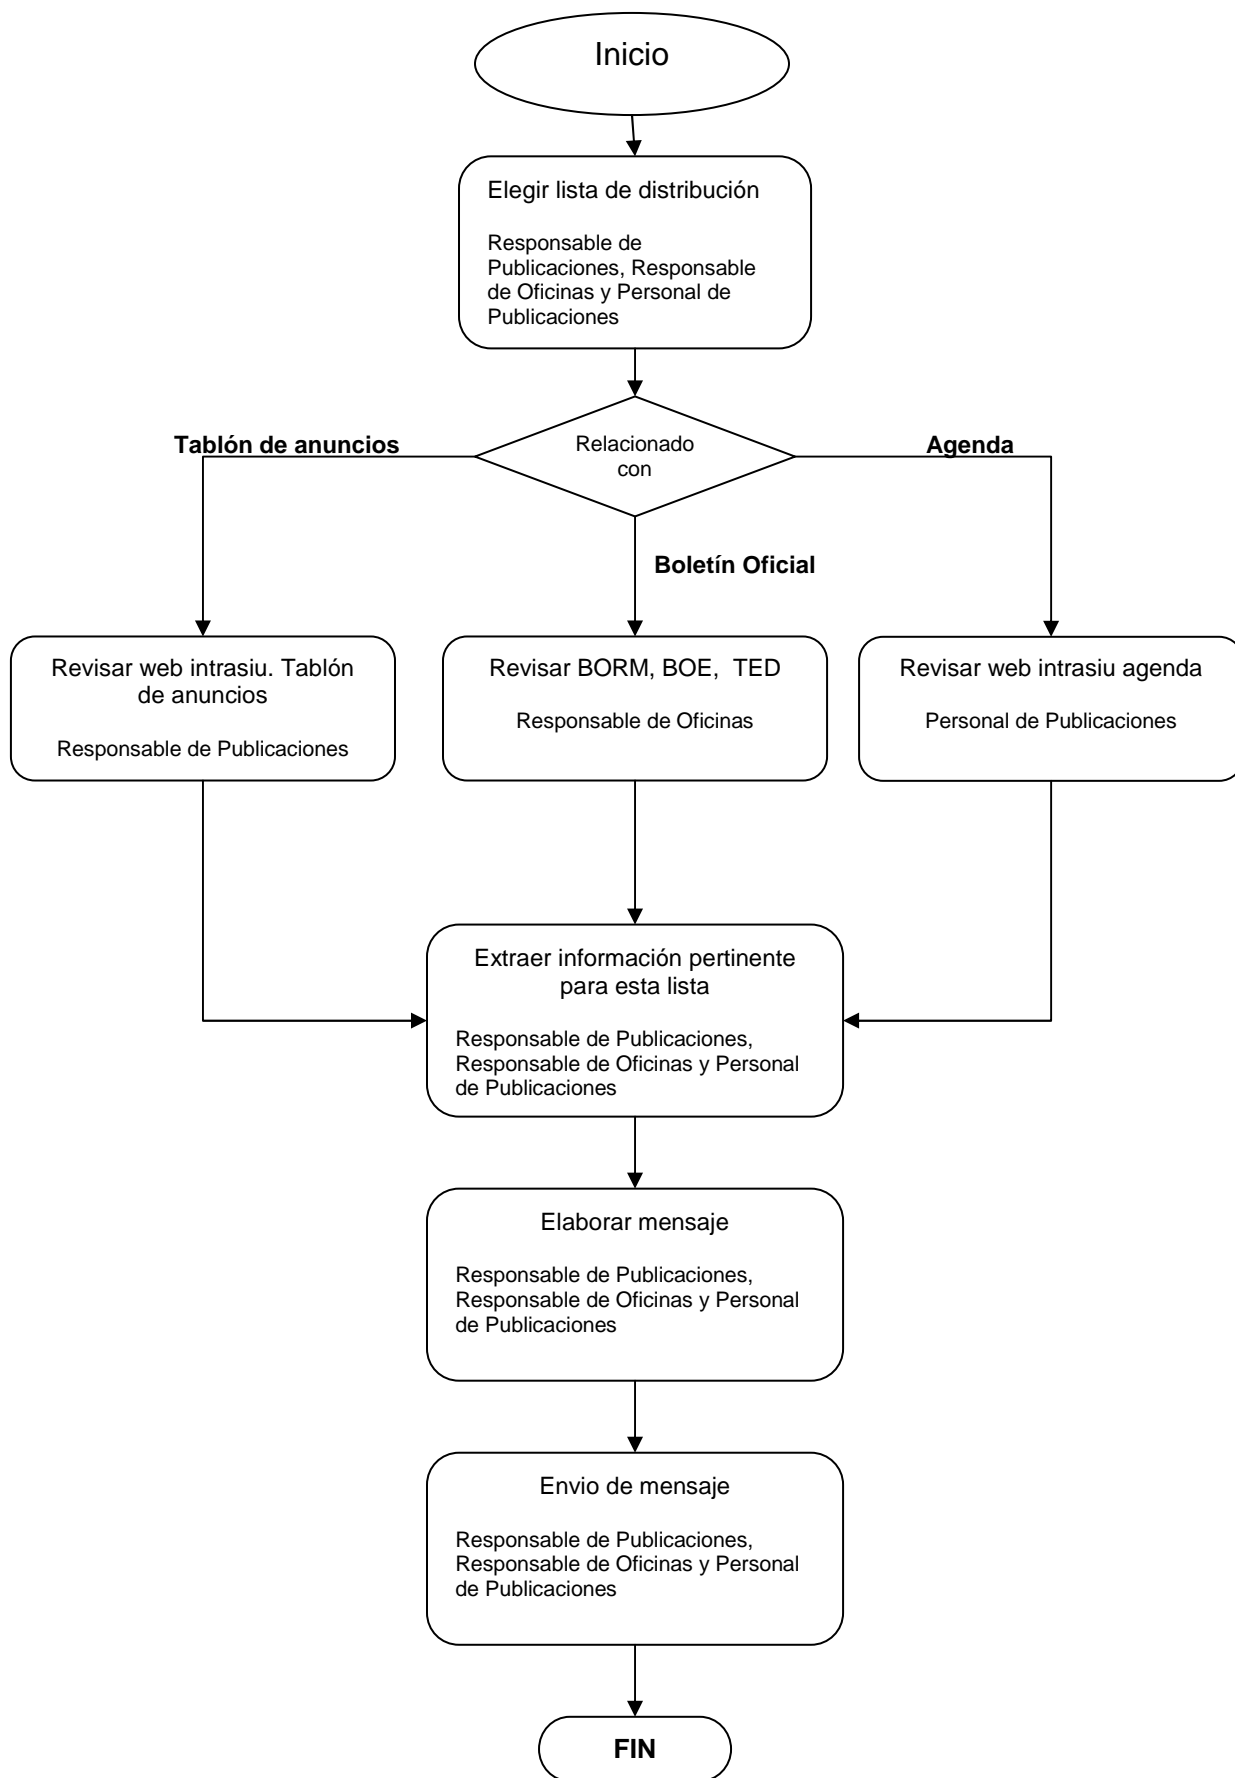 Inicio
Elegir lista de distribución
Responsable de
Publicaciones, Responsable
de Oficinas y Personal de
Publicaciones
Tablón de anuncios
Relacionado
con
Agenda
Boletín Oficial
Revisar web intrasiu. Tablón
de anuncios
Responsable de Publicaciones
Revisar BORM, BOE,  TED
Responsable de Oficinas
Revisar web intrasiu agenda
Personal de Publicaciones
Extraer información pertinente
para esta lista
Responsable de Publicaciones,
Responsable de Oficinas y Personal
de Publicaciones
Elaborar mensaje
Responsable de Publicaciones,
Responsable de Oficinas y Personal
de Publicaciones
Envio de mensaje
Responsable de Publicaciones,
Responsable de Oficinas y Personal
de Publicaciones
FIN